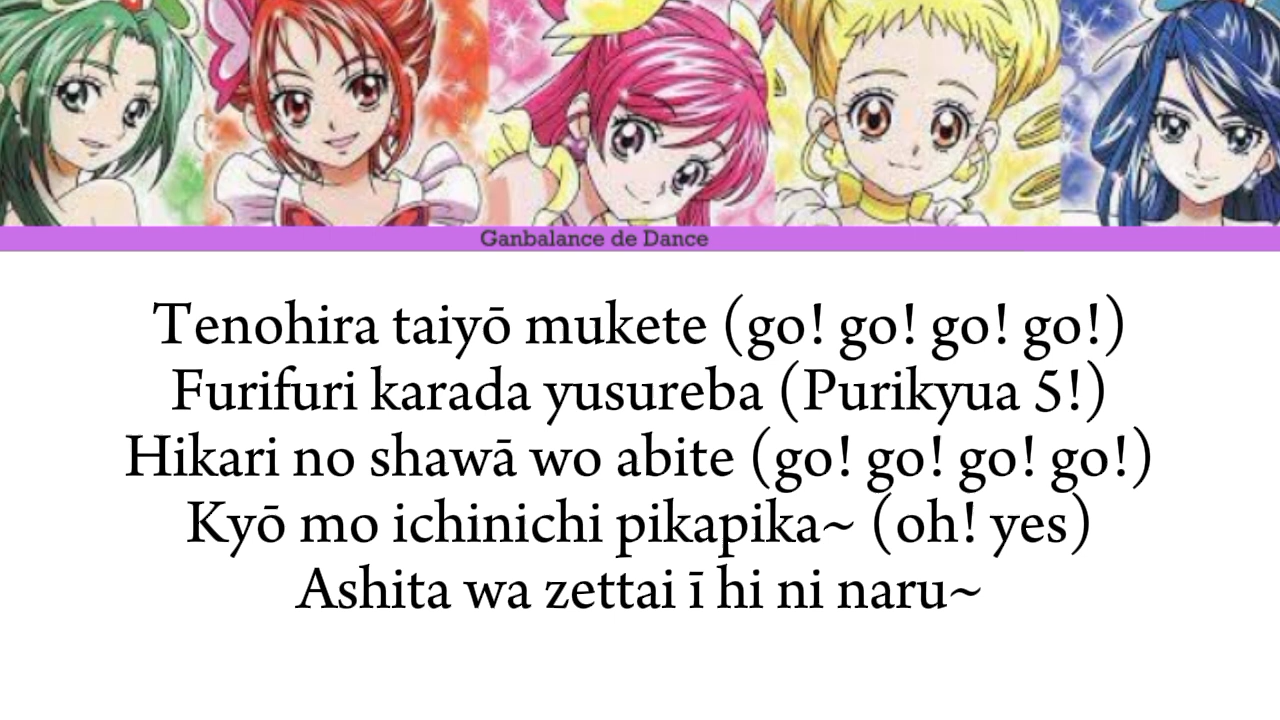 Ganbalance de Dance
Tenohira taiyō mukete (go! go! go! go!)
Furifuri karada yusureba (Purikyua 5!)
Hikari no shawā wo abite (go! go! go! go!)
Kyō mo ichinichi pikapika~ (oh! yes)
Ashita wa zettai ī hi ni naru~